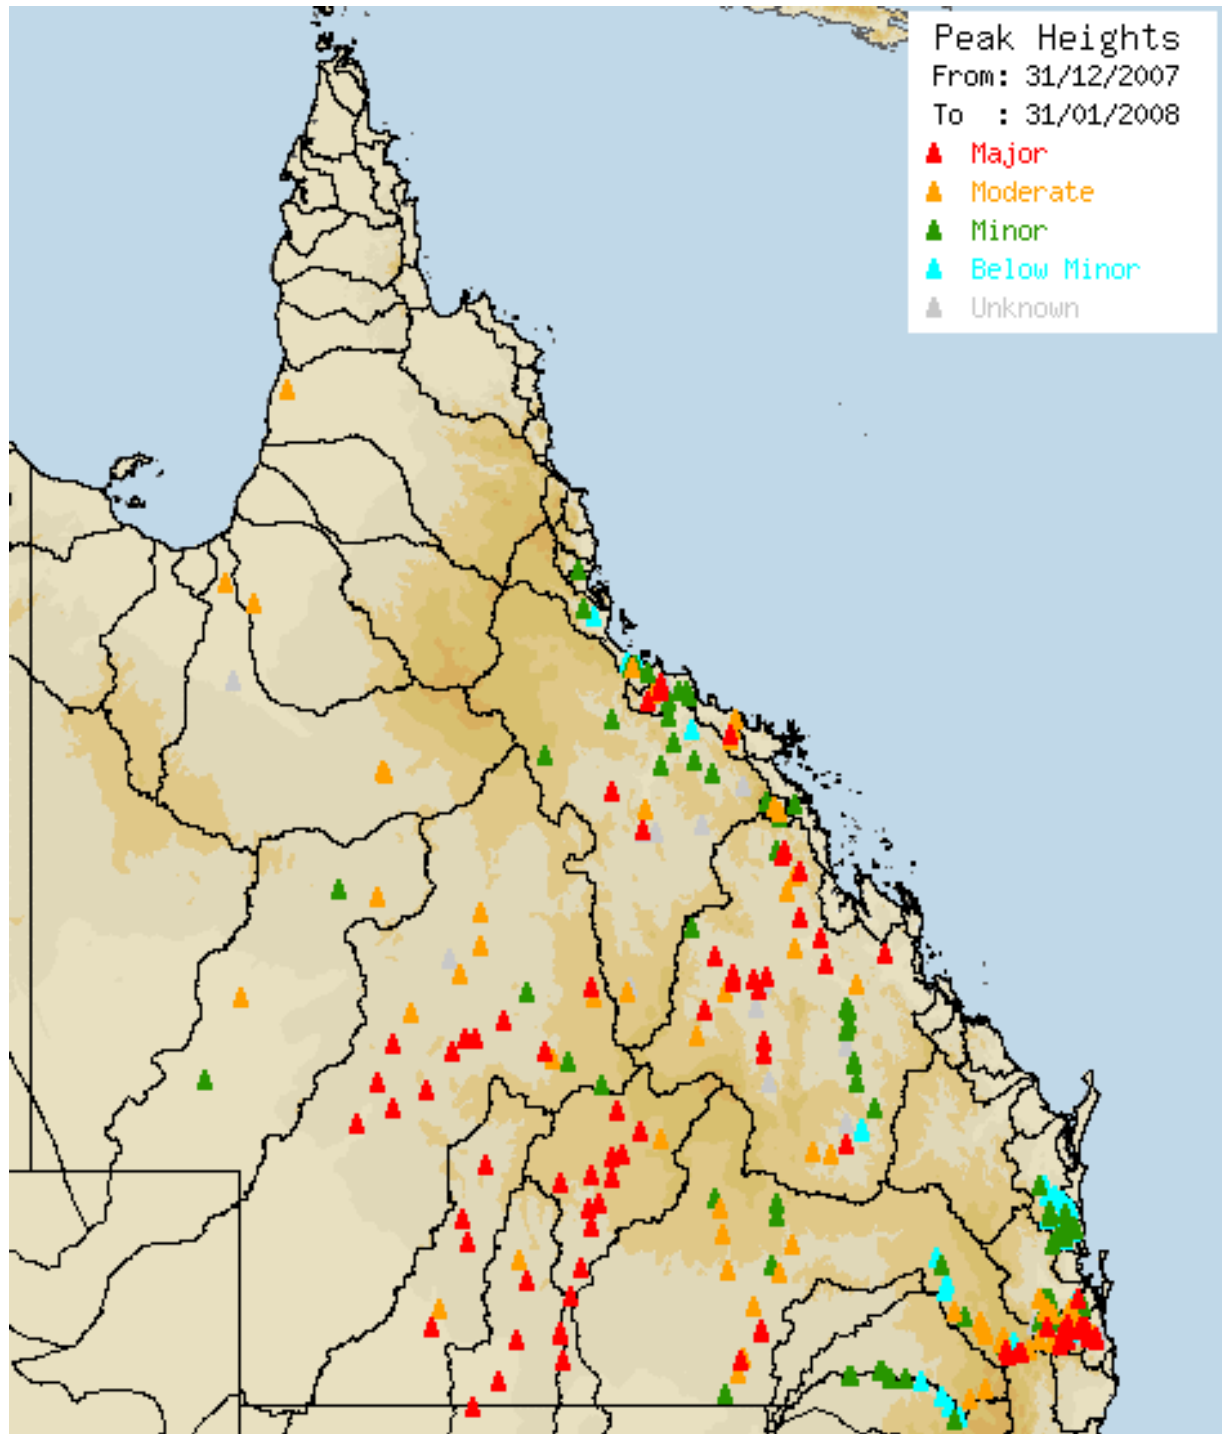 Peak Heights
From: 31/12/2007
To  : 31/01/2008
Major
Moderate
Minor
Below Minor
Unknown